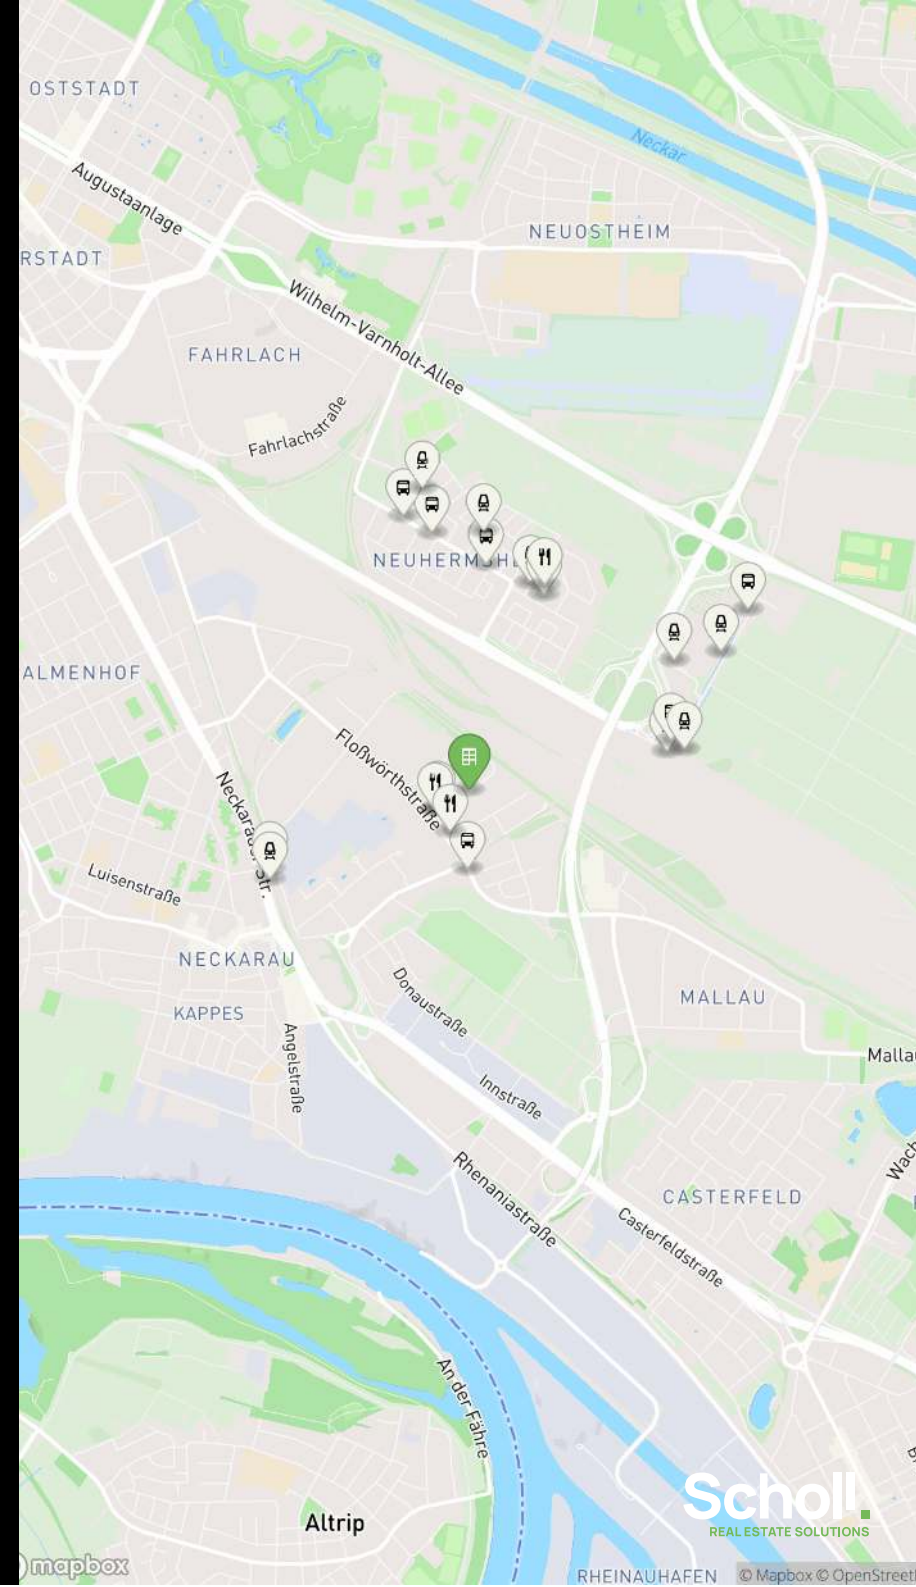 OSTSTADT
Neckar
Augustaanlage
NEUOSTHEIM
RSTADT
Wilhelm-Varnholt-Allee
FAHRLACH
Fahrlachstraße
ALMENHOF
Floßwörthstraße
Luisenstraße
NECKARAU
Donaustraße
MALLAU
KAPPES
Angelstraße
Mallau
Innstraße
Rhenaniastraße
CASTERFELD
Casterfeldstraße
An der Fähre
Scholl.
REAL ESTATE SOLUTIONS
Altrip
mapbox
RHEINAUHAFEN
© Mapbox © OpenStreet